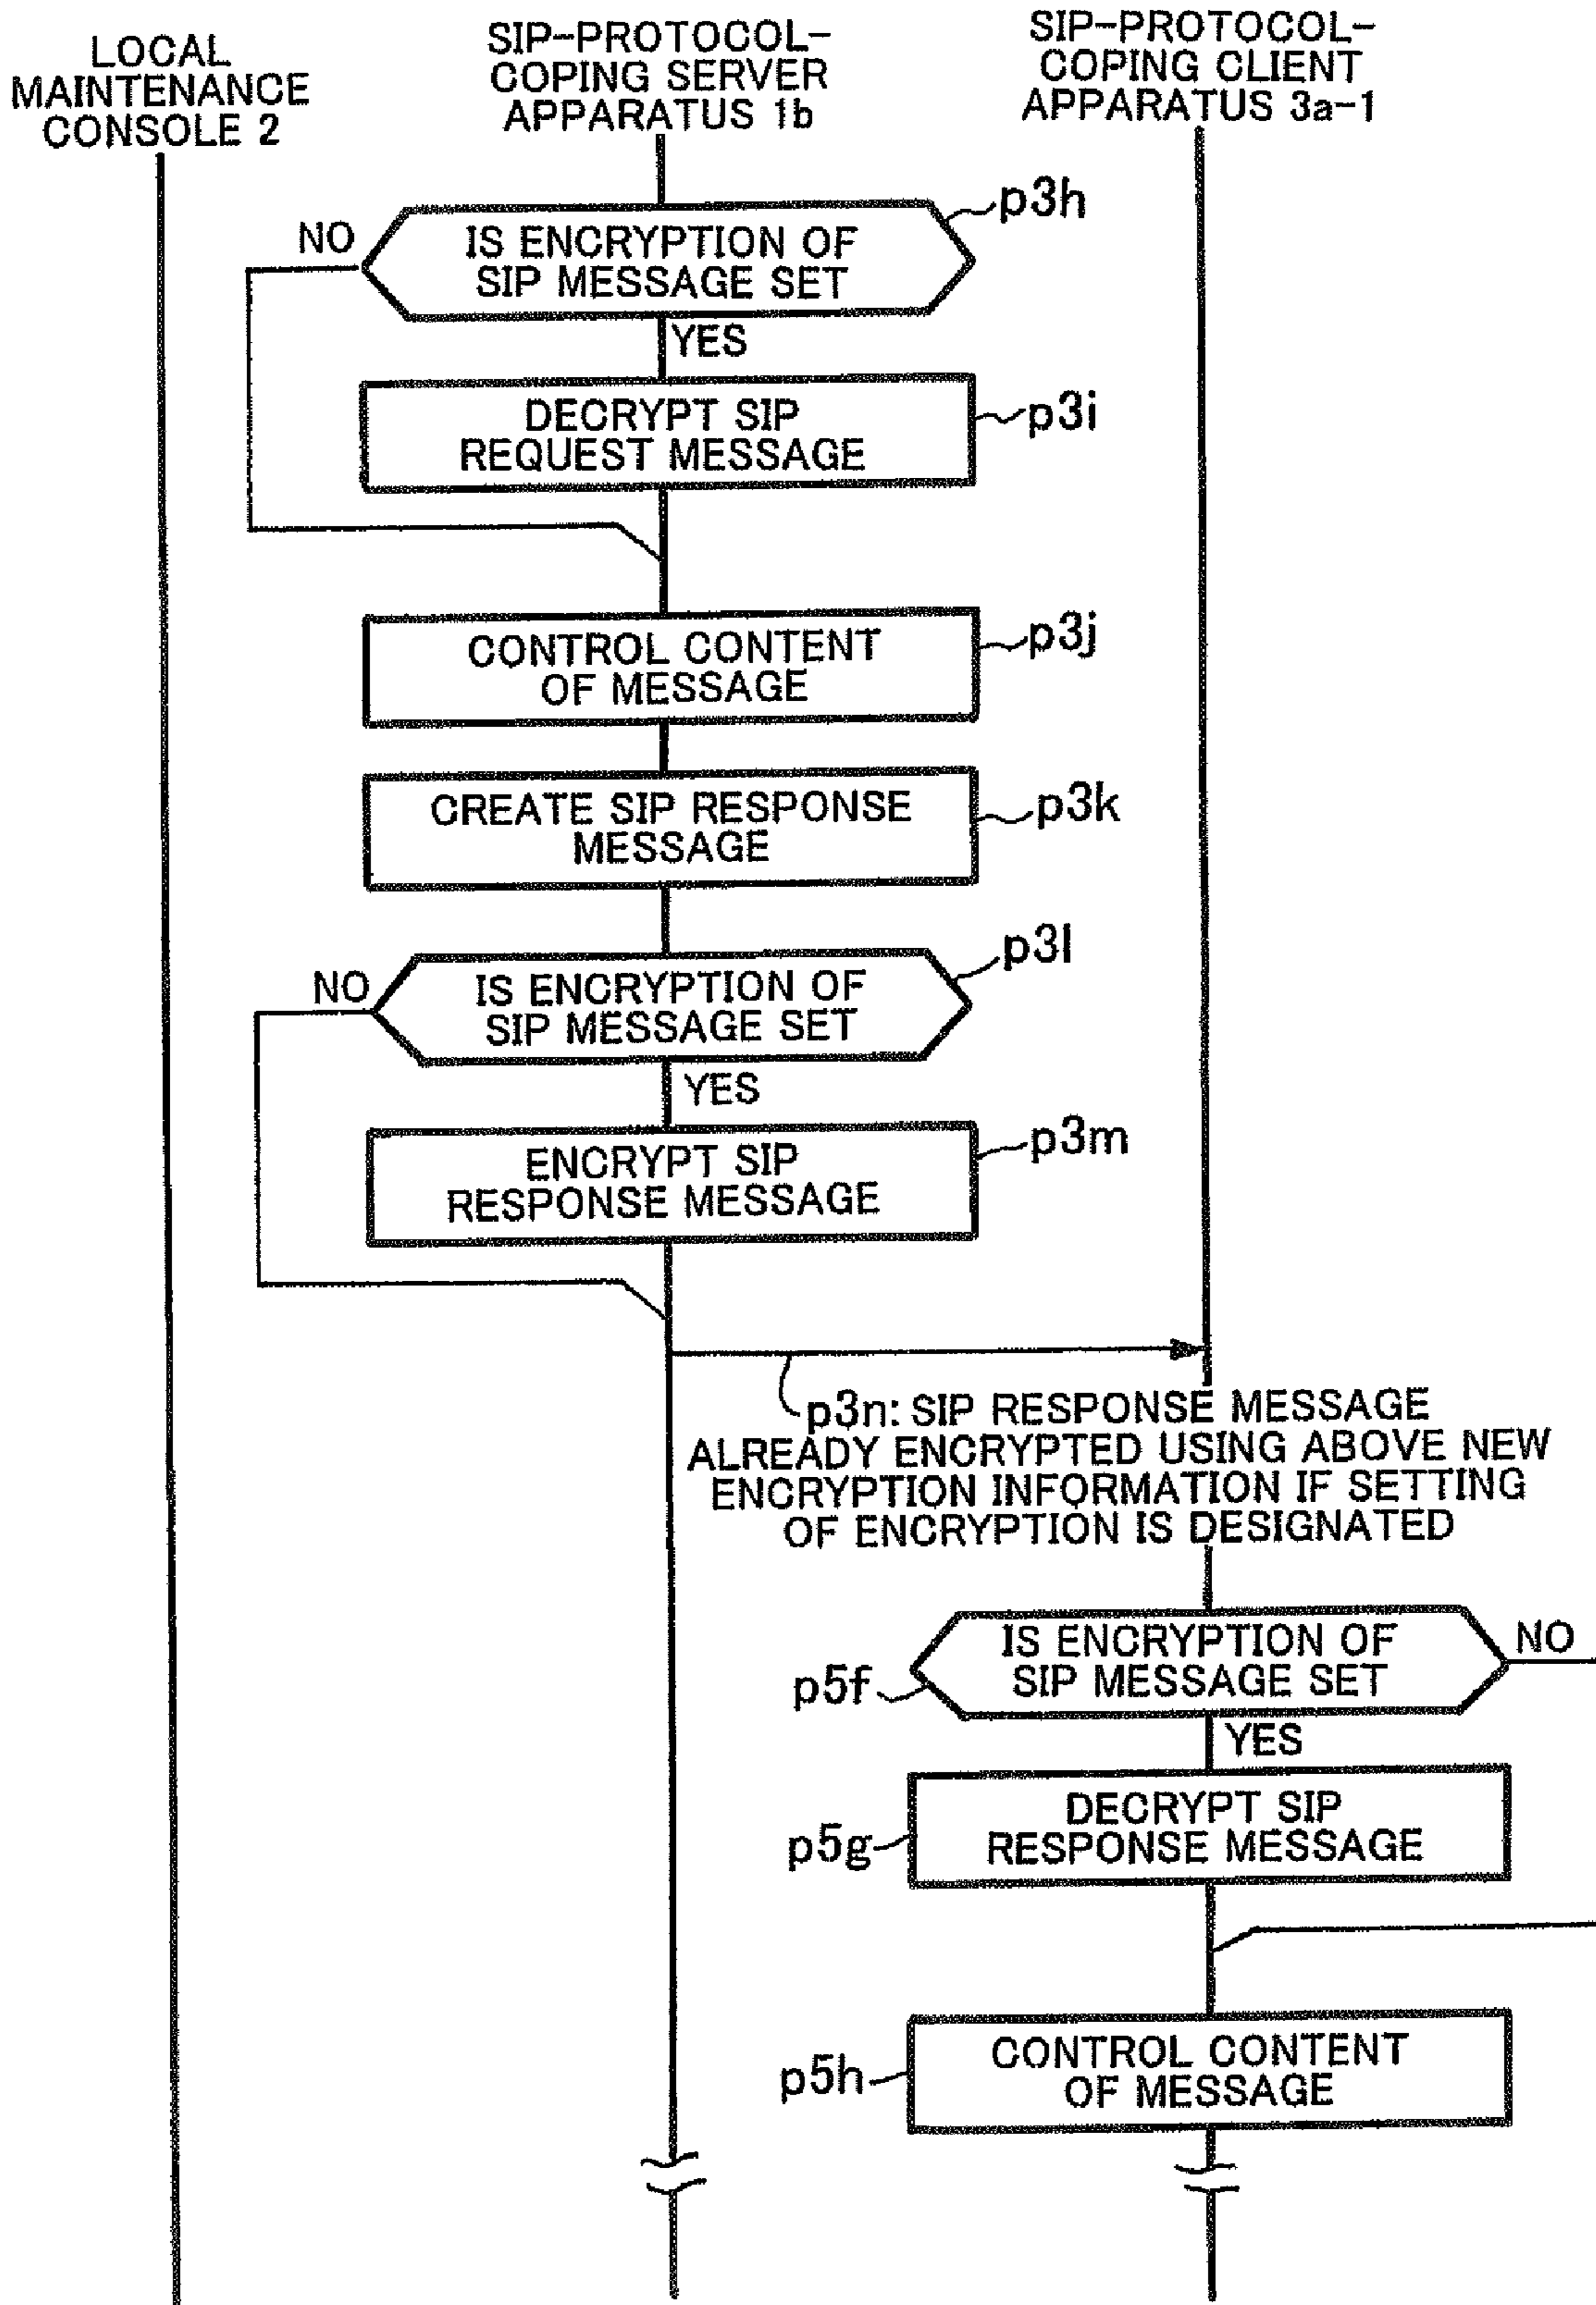 LOCAL
MAINTENANCE
CONSOLE 2
SIP-PROTOCOL-
COPING SERVER
APPARATUS 1b
SIP-PROTOCOL-
COPING CLIENT
APPARATUS 3a-1
p3h
NO
IS ENCRYPTION OF
SIP MESSAGE SET
YES
DECRYPT SIP
REQUEST MESSAGE
p3i
CONTROL CONTENT
OF MESSAGE
p3j
CREATE SIP RESPONSE
MESSAGE
p3k
p3l
NO
IS ENCRYPTION OF
SIP MESSAGE SET
YES
ENCRYPT SIP
RESPONSE MESSAGE
p3m
p3n: SIP RESPONSE MESSAGE
ALREADY ENCRYPTED USING ABOVE NEW
ENCRYPTION INFORMATION IF SETTING
OF ENCRYPTION IS DESIGNATED
IS ENCRYPTION OF
SIP MESSAGE SET
NO
p5f
YES
DECRYPT SIP
RESPONSE MESSAGE
p5g
CONTROL CONTENT
OF MESSAGE
p5h